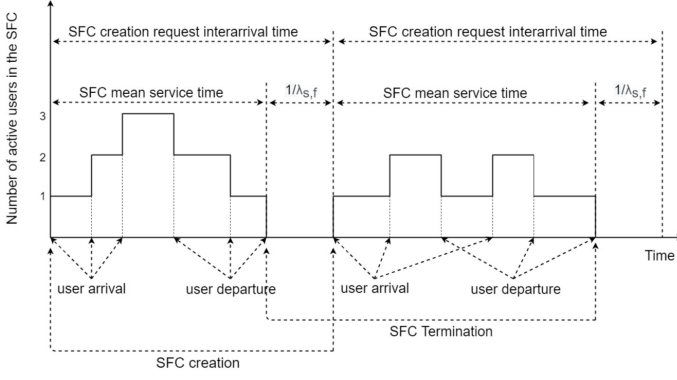 SFC creation request interarrival time
SFC creation request interarrival time
SFC mean service time
1/λs,f
SFC mean service time
1/λs,f
Number of active users in the SFC
3
2
1
Time
user arrival
user departure
user arrival
user departure
SFC Termination
SFC creation